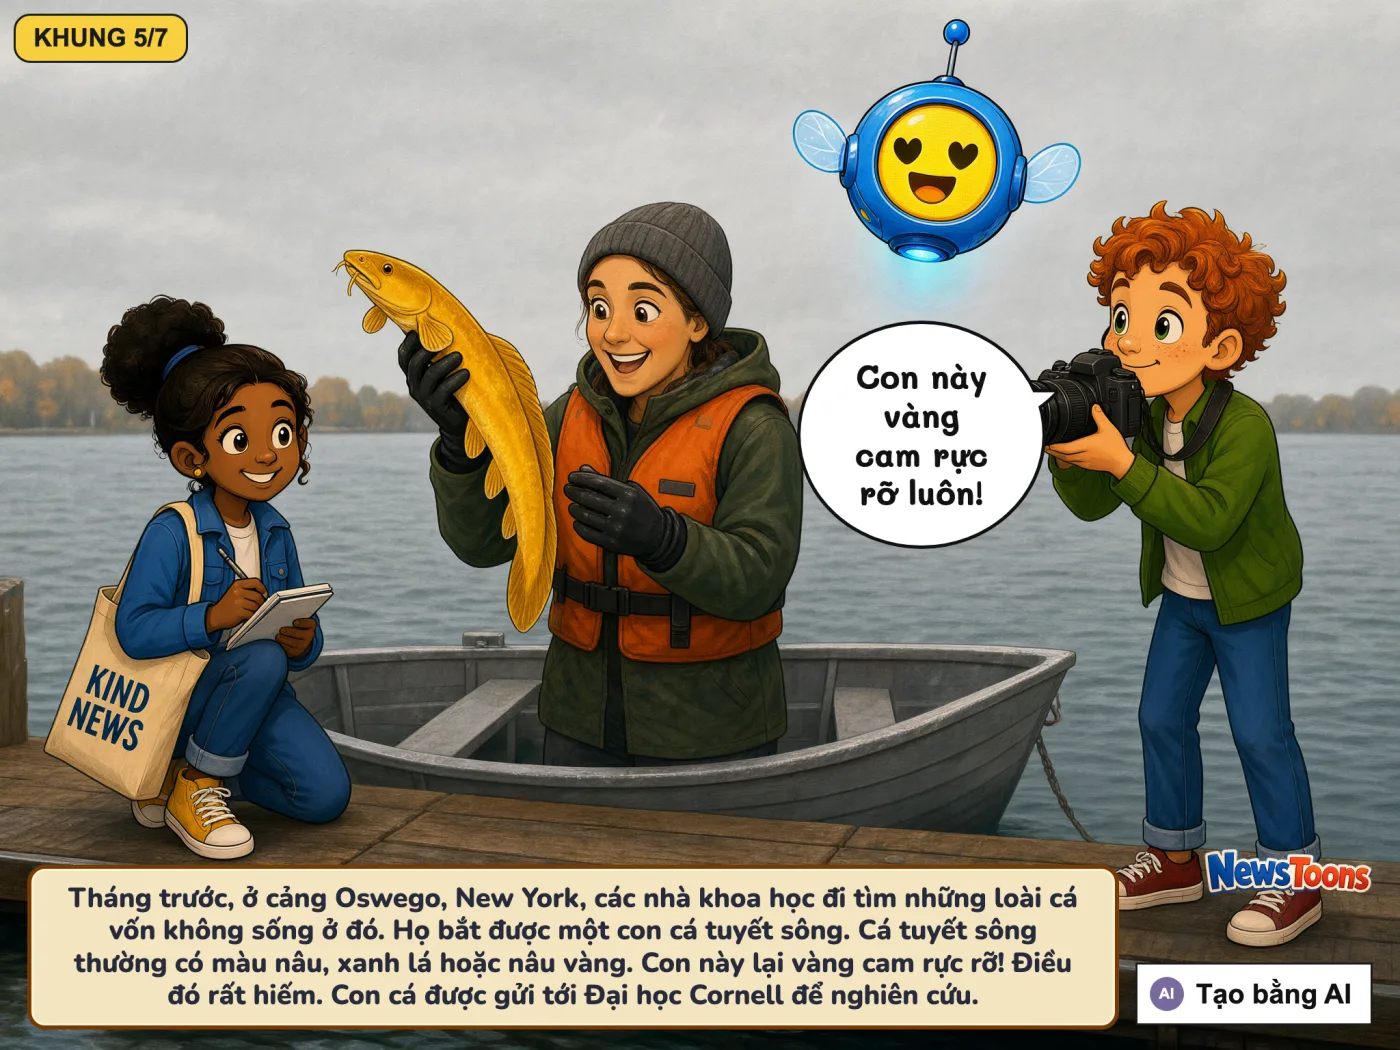 KHUNG 5/7
Con này
vàng
cam rực
rỡ luôn!
KIND
NEWS
Tháng trước, ở cảng Oswego, New York, các nhà khoa học đi tìm những loài cá
vốn không sống ở đó. Họ bắt được một con cá tuyết sông. Cá tuyết sông
thường có màu nâu, xanh lá hoặc nâu vàng. Con này lại vàng cam rực rỡ! Điều
đó rất hiếm. Con cá được gửi tới Đại học Cornell để nghiên cứu.
NewsToons
AI Tạo bằng AI